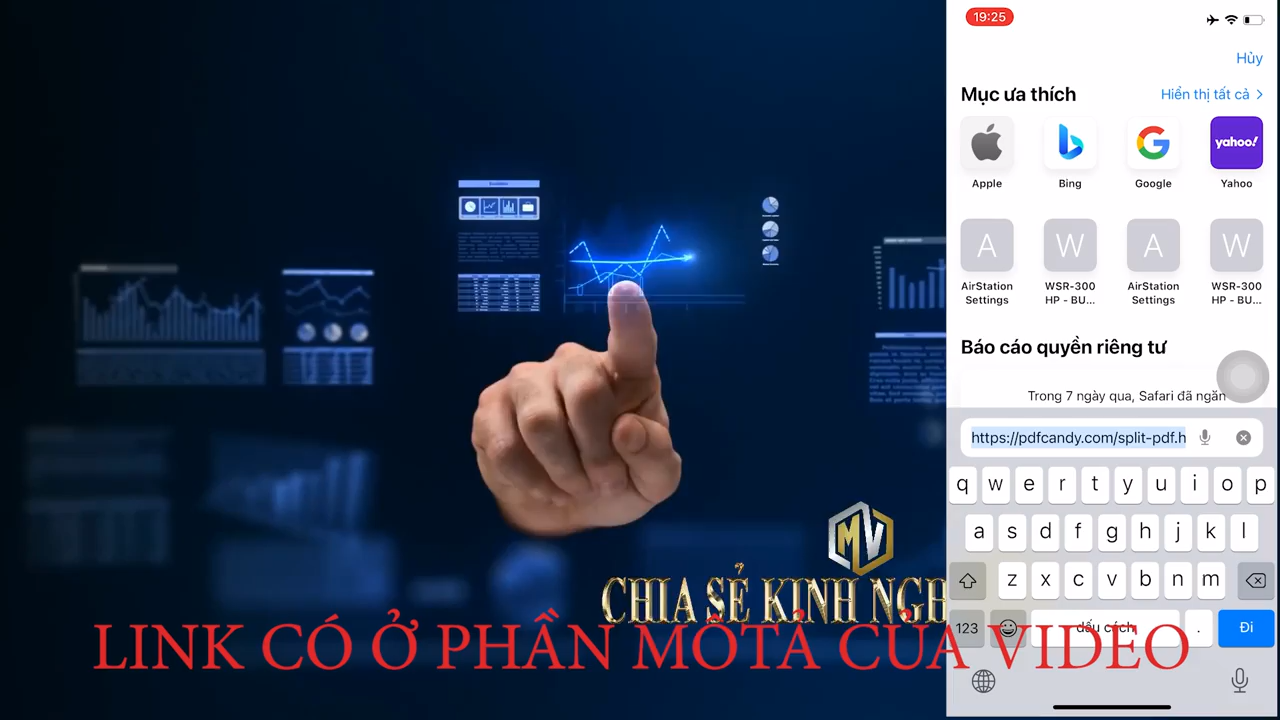 19:25
Hủy
Mục ưa thích
Hiển thị tất cả
yahoo!
Apple
Bing
Google
Yahoo
A
W
A
W
AirStation Settings
WSR-300 HP - BU...
AirStation Settings
WSR-300 HP - BU...
Báo cáo quyền riêng tư
Trong 7 ngày qua, Safari đã ngăn
https://pdfcandy.com/split-pdf.h
q w e r t y u i o p
a s d f g h j k l
z x c v b n m
123
dấu cách
.
Đi
MV
CHIA SẺ KINH NGH
LINK CÓ Ở PHẦN MÔTẢ CỦA VIDEO